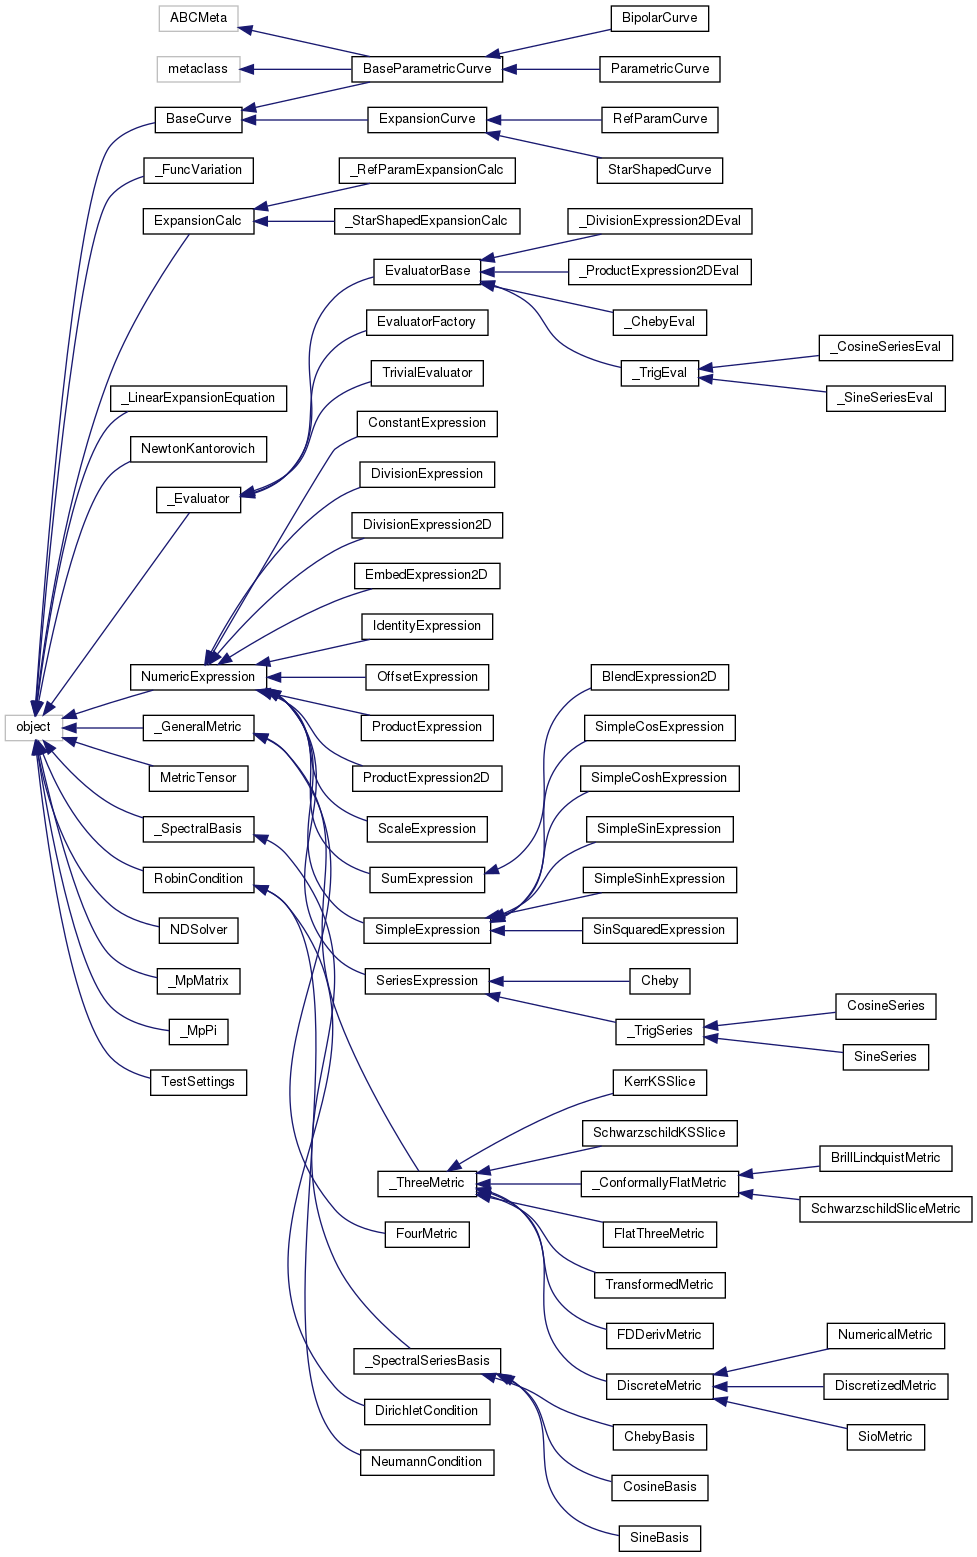 ABCMeta
BipolarCurve
metaclass
BaseParametricCurve
ParametricCurve
BaseCurve
ExpansionCurve
RefParamCurve
_FuncVariation
_RefParamExpansionCalc
StarShapedCurve
ExpansionCalc
_StarShapedExpansionCalc
_DivisionExpression2DEval
EvaluatorBase
_ProductExpression2DEval
EvaluatorFactory
_ChebyEval
_CosineSeriesEval
TrivialEvaluator
_TrigEval
_LinearExpansionEquation
_SineSeriesEval
ConstantExpression
NewtonKantorovich
DivisionExpression
_Evaluator
DivisionExpression2D
EmbedExpression2D
IdentityExpression
NumericExpression
OffsetExpression
BlendExpression2D
object
_GeneralMetric
ProductExpression
SimpleCosExpression
MetricTensor
ProductExpression2D
SimpleCoshExpression
_SpectralBasis
ScaleExpression
SimpleSinExpression
RobinCondition
SumExpression
SimpleSinhExpression
NDSolver
SimpleExpression
SinSquaredExpression
_MpMatrix
SeriesExpression
Cheby
CosineSeries
_MpPi
_TrigSeries
SineSeries
TestSettings
KerrKSSlice
SchwarzschildKSSlice
BrillLindquistMetric
_ThreeMetric
_ConformallyFlatMetric
SchwarzschildSliceMetric
FourMetric
FlatThreeMetric
TransformedMetric
FDDerivMetric
NumericalMetric
_SpectralSeriesBasis
DiscreteMetric
DiscretizedMetric
DirichletCondition
ChebyBasis
SioMetric
NeumannCondition
CosineBasis
SineBasis